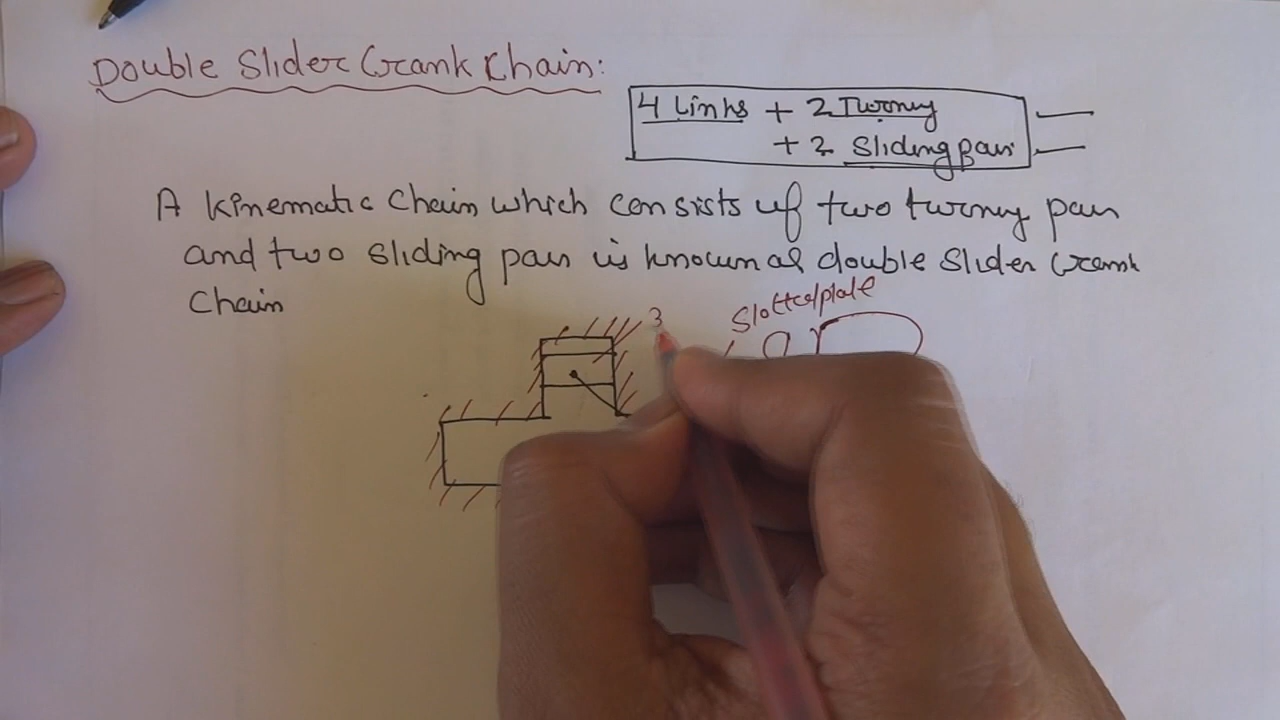 Double Slider Crank Chain:
4 Links + 2 Turning
+ 2 Sliding pair
A kinematic chain which consists of two turning pair
and two sliding pair is known as double slider crank
chain
Slotted plate
3